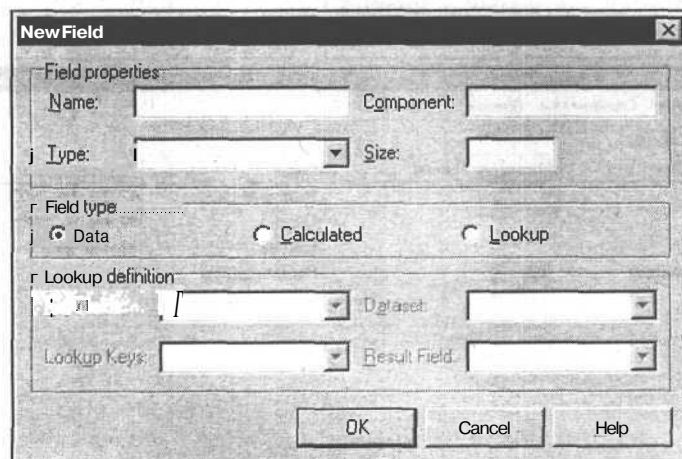 New Field
Field properties
Name: Component:
Type: Size:
Field type
Data Calculated Lookup
Lookup definition
Dataset:
Lookup Keys: Result Field:
OK Cancel Help